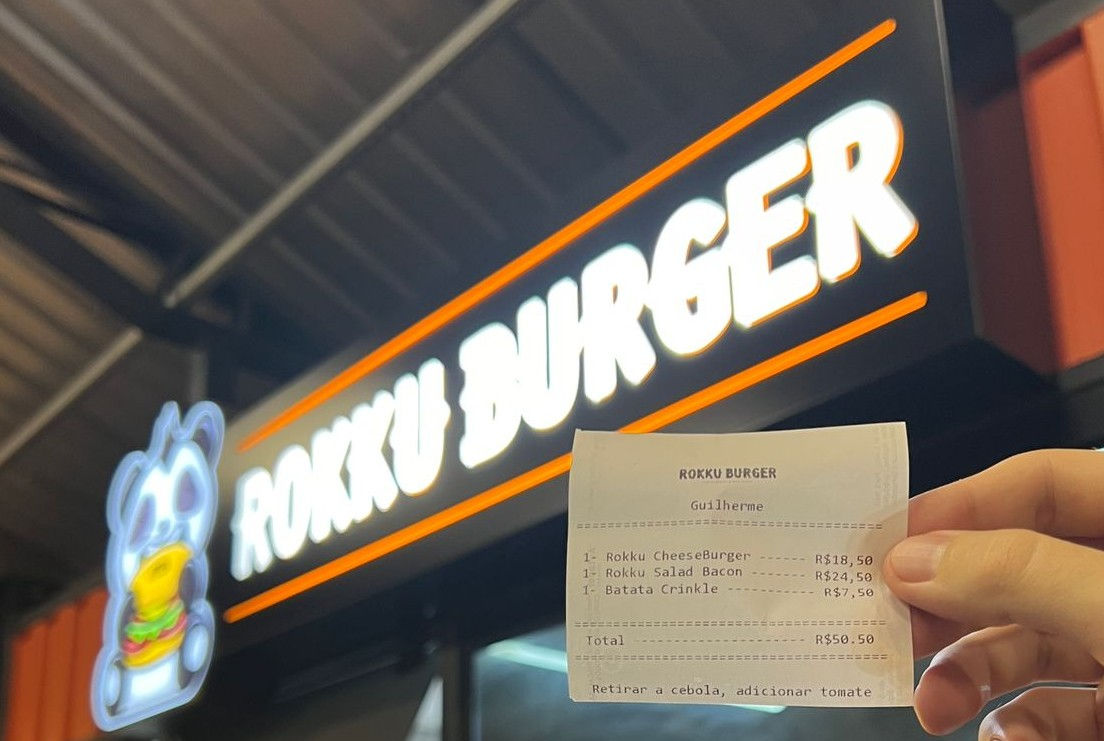 ROKKU BURGER
ROKKU BURGER
Guilherme
1- Rokku CheeseBurger ------ R$18,50
1- Rokku Salad Bacon ------- R$24,50
1- Batata Crinkle ----------- R$7,50
Total -------------------- R$50.50
Retirar a cebola, adicionar tomate